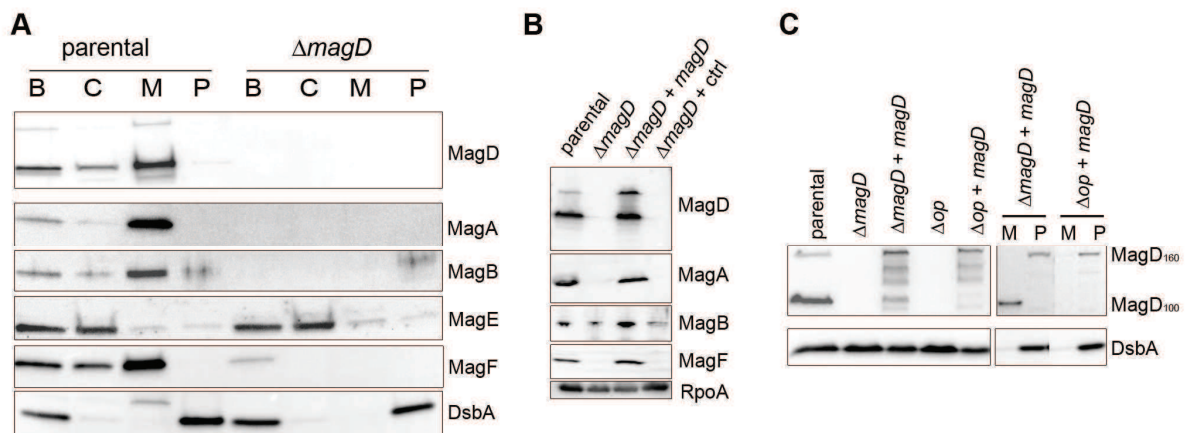 A
parental ΔmagD
B C M P B C M P
MagD
MagA
MagB
MagE
MagF
DsbA
B
parental
ΔmagD
ΔmagD + magD
ΔmagD + ctrl
MagD
MagA
MagB
MagF
RpoA
C
parental
ΔmagD
ΔmagD + magD
Δop
Δop + magD
ΔmagD + magD
Δop + magD
M P M P
MagD₁₆₀
MagD₁₀₀
DsbA